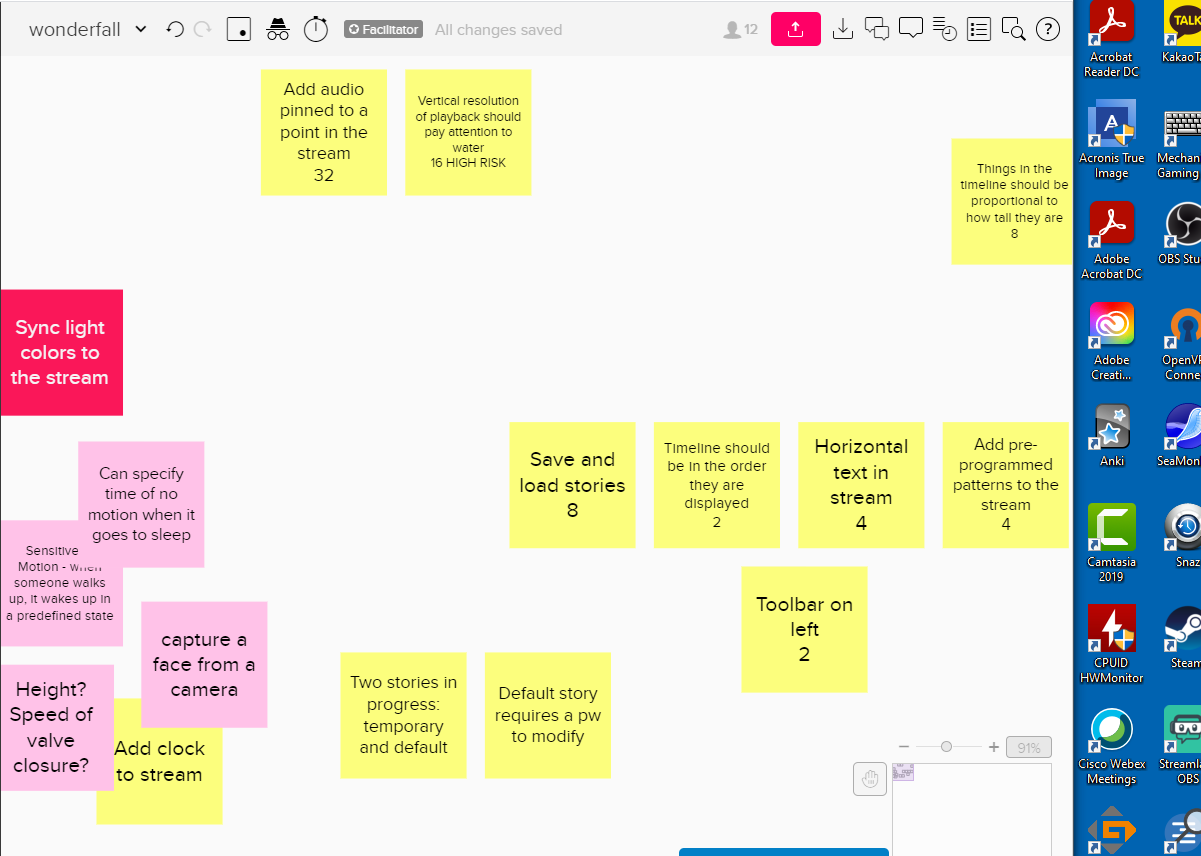 wonderfall
Facilitator
All changes saved
12
Add audio
pinned to a
point in the
stream
32
Vertical resolution
of playback should
pay attention to
water
16 HIGH RISK
Things in the
timeline should be
proportional to
how tall they are
8
Sync light
colors to
the stream
Can specify
time of no
motion when it
goes to sleep
Sensitive
Motion - when
someone walks
up, it wakes up in
a predefined state
capture a
face from a
camera
Height?
Speed of
valve
closure?
Add clock
to stream
Save and
load stories
8
Timeline should
be in the order
they are
displayed
2
Horizontal
text in
stream
4
Add pre-
programmed
patterns to the
stream
4
Toolbar on
left
2
Two stories in
progress:
temporary
and default
Default story
requires a pw
to modify
91%
Acrobat
Reader DC
TALK
KakaoTa
Acronis True
Image
Mechan
Gaming
Adobe
Acrobat DC
OBS Stu
Adobe
Creati...
OpenVP
Conne
Anki
SeaMon
Camtasia
2019
Snaz
CPUID
HWMonitor
Steam
Cisco Webex
Meetings
Streamla
OBS